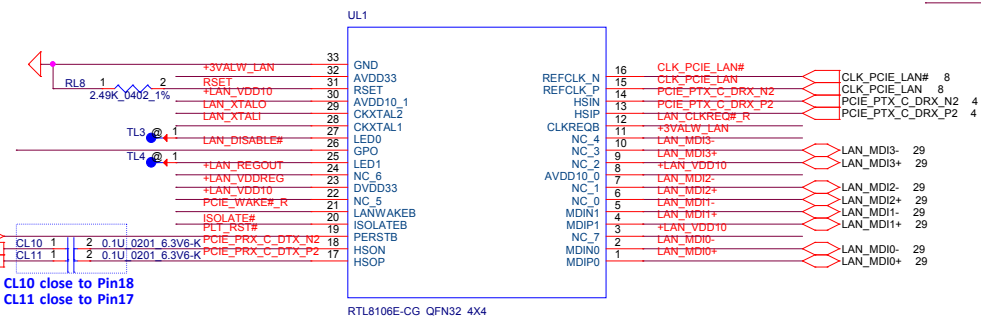 UL1
33 GND
+3VALW_LAN 32 AVDD33
RL8 1 2 RSET 31 RSET
2.49K_0402_1%
+LAN_VDD10 30 AVDD10_1
LAN_XTALO 29 CKXTAL2
LAN_XTALI 28 CKXTAL1
TL3 @ 1 27 LED0
LAN_DISABLE# 26 GPO
TL4 @ 1 25 LED1
+LAN_REGOUT 24 NC_6
+LAN_VDDREG 23 DVDD33
+LAN_VDD10 22 NC_5
PCIE_WAKE#_R 21 LANWAKEB
ISOLATE# 20 ISOLATEB
PLT_RST# 19 PERSTB
CL10 1 2 0.1U_0201_6.3V6-K PCIE_PRX_C_DTX_N2 18 HSON
CL11 1 2 0.1U_0201_6.3V6-K PCIE_PRX_C_DTX_P2 17 HSOP
CL10 close to Pin18
CL11 close to Pin17
REFCLK_N 16 CLK_PCIE_LAN# CLK_PCIE_LAN# 8
REFCLK_P 15 CLK_PCIE_LAN CLK_PCIE_LAN 8
HSIN 14 PCIE_PTX_C_DRX_N2 PCIE_PTX_C_DRX_N2 4
HSIP 13 PCIE_PTX_C_DRX_P2 PCIE_PTX_C_DRX_P2 4
CLKREQB 12 LAN_CLKREQ#_R
NC_4 11 +3VALW_LAN
NC_3 10 LAN_MDI3- LAN_MDI3- 29
NC_2 9 LAN_MDI3+ LAN_MDI3+ 29
AVDD10_0 8 +LAN_VDD10
NC_1 7 LAN_MDI2- LAN_MDI2- 29
NC_0 6 LAN_MDI2+ LAN_MDI2+ 29
MDIN1 5 LAN_MDI1- LAN_MDI1- 29
MDIP1 4 LAN_MDI1+ LAN_MDI1+ 29
NC_7 3 +LAN_VDD10
MDIN0 2 LAN_MDI0- LAN_MDI0- 29
MDIP0 1 LAN_MDI0+ LAN_MDI0+ 29
RTL8106E-CG_QFN32_4X4